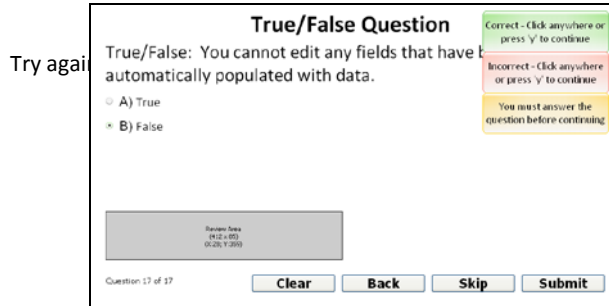 True/False Question
Correct - Click anywhere or
press 'y' to continue
True/False: You cannot edit any fields that have
Try again
automatically populated with data.
Incorrect - Click anywhere
or press 'y' to continue
A) True
You must answer the
question before continuing
B) False
Review Area
Question 17 of 17
Clear
Back
Skip
Submit